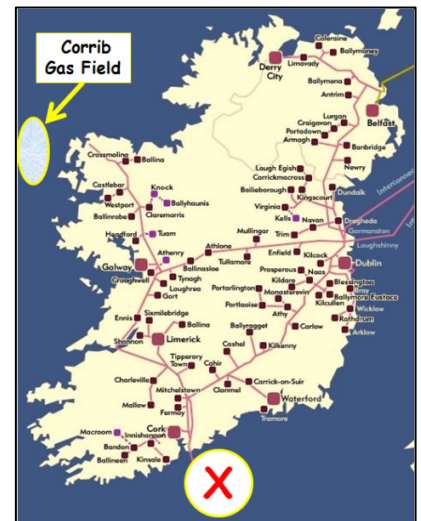 Corrib
Gas Field
Coleraine
Ballymoney
Derry
City
Limavady
Ballymena
Antrim
Belfast
Lurgan
Craigavon
Portadown
Armagh
Banbridge
Newry
Crossmolina
Ballina
Lough Egish
Carrickmacross
Bailieborough
Kingscourt
Dundalk
Castlebar
Westport
Knock
Ballyhaunis
Claremorris
Ballinrobe
Virginia
Kells
Navan
Drogheda
Interconnec
Gormanston
Loughshinny
Inte
Headford
Tuam
Mullingar
Trim
Athlone
Athenry
Galway
Ballinasloe
Tullamore
Enfield
Kilcock
Dublin
Craughwell
Tynagh
Loughrea
Gort
Prosperous
Naas
Kildare
Portarlington
Monasterevin
Blessington
Bray
Ballymore Eustace
Kilcullen
Wicklow
Portlaoise
Athy
Rathdrum
Arklow
Ennis
Sixmilebridge
Ballina
Shannon
Limerick
Ballyragget
Carlow
Cashel
Kilkenny
Tipperary
Town
Cahir
Charleville
Mitchelstown
Clonmel
Carrick-on-Suir
Waterford
Mallow
Fermoy
Tramore
Macroom
Innishannon
Cork
Bandon
Ballineen
Kinsale
X